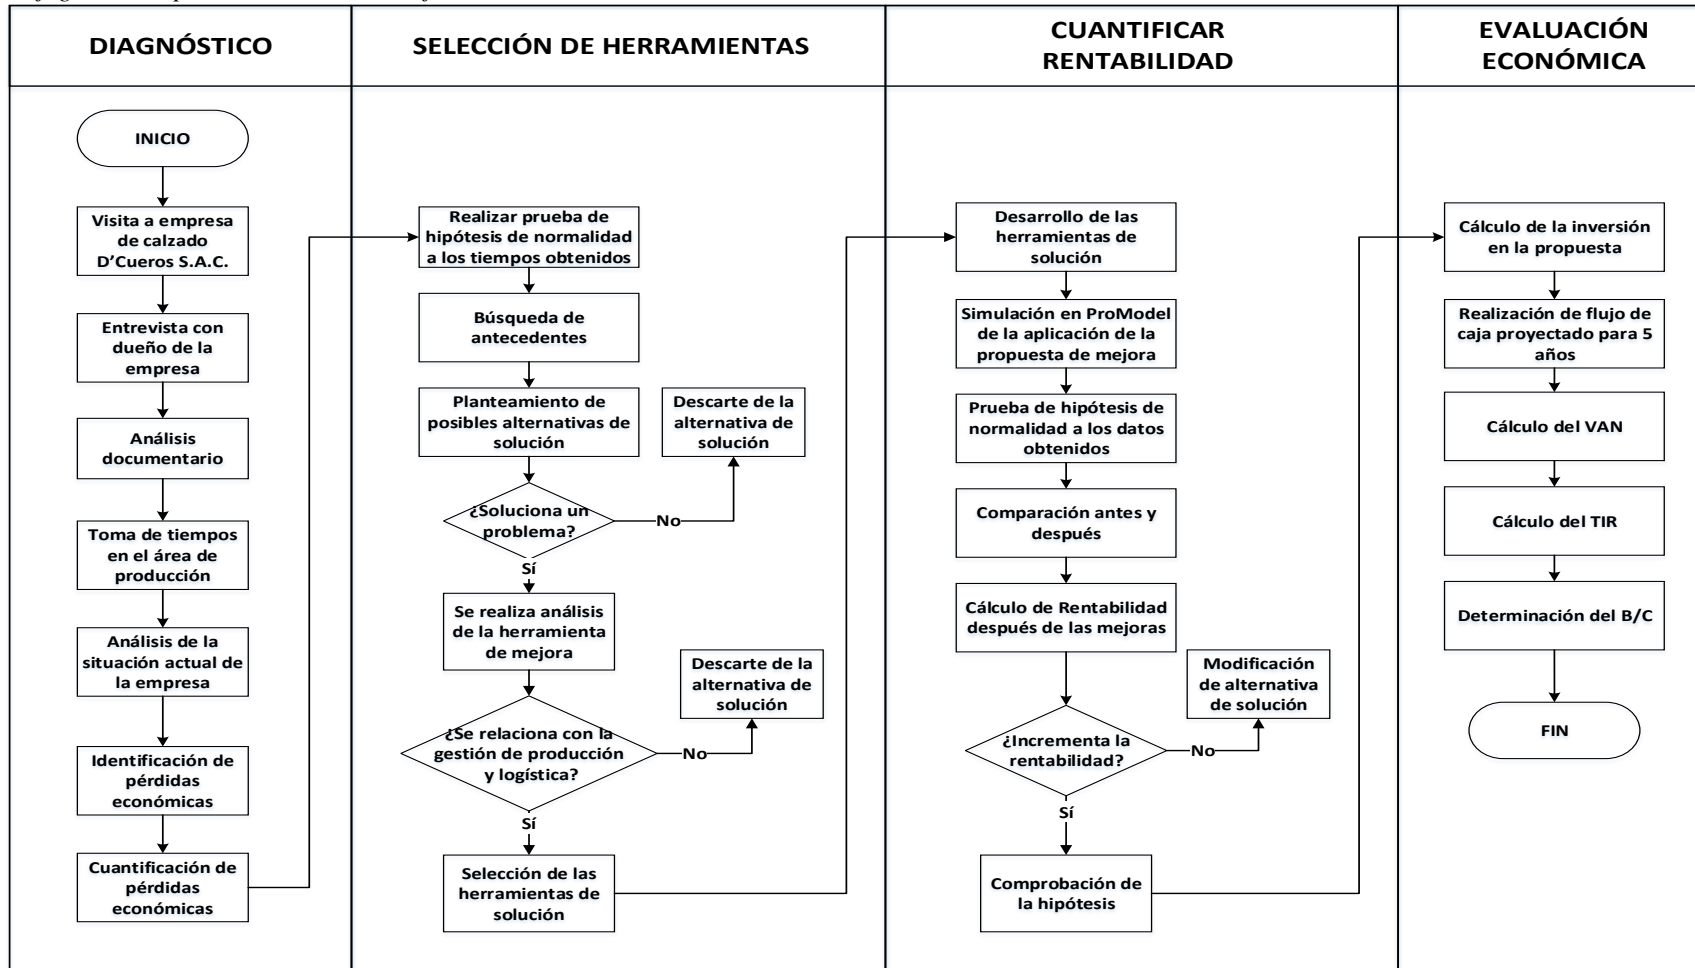 DIAGNÓSTICO
SELECCIÓN DE HERRAMIENTAS
CUANTIFICAR
RENTABILIDAD
EVALUACIÓN
ECONÓMICA
INICIO
Visita a empresa
de calzado
D’Cueros S.A.C.
Entrevista con
dueño de la
empresa
Análisis
documentario
Toma de tiempos
en el área de
producción
Análisis de la
situación actual de
la empresa
Identificación de
pérdidas
económicas
Cuantificación de
pérdidas
económicas
Realizar prueba de
hipótesis de normalidad
a los tiempos obtenidos
Búsqueda de
antecedentes
Planteamiento de
posibles alternativas de
solución
Descarte de la
alternativa de
solución
¿Soluciona un
problema?
No
Sí
Se realiza análisis
de la herramienta
de mejora
Descarte de la
alternativa de
solución
¿Se relaciona con la
gestión de producción
y logística?
No
Sí
Selección de las
herramientas de
solución
Desarrollo de las
herramientas de
solución
Simulación en ProModel
de la aplicación de la
propuesta de mejora
Prueba de hipótesis de
normalidad a los datos
obtenidos
Comparación antes y
después
Cálculo de Rentabilidad
después de las mejoras
Modificación
de alternativa
de solución
¿Incrementa la
rentabilidad?
No
Sí
Comprobación de
la hipótesis
Cálculo de la inversión
en la propuesta
Realización de flujo de
caja proyectado para 5
años
Cálculo del VAN
Cálculo del TIR
Determinación del B/C
FIN